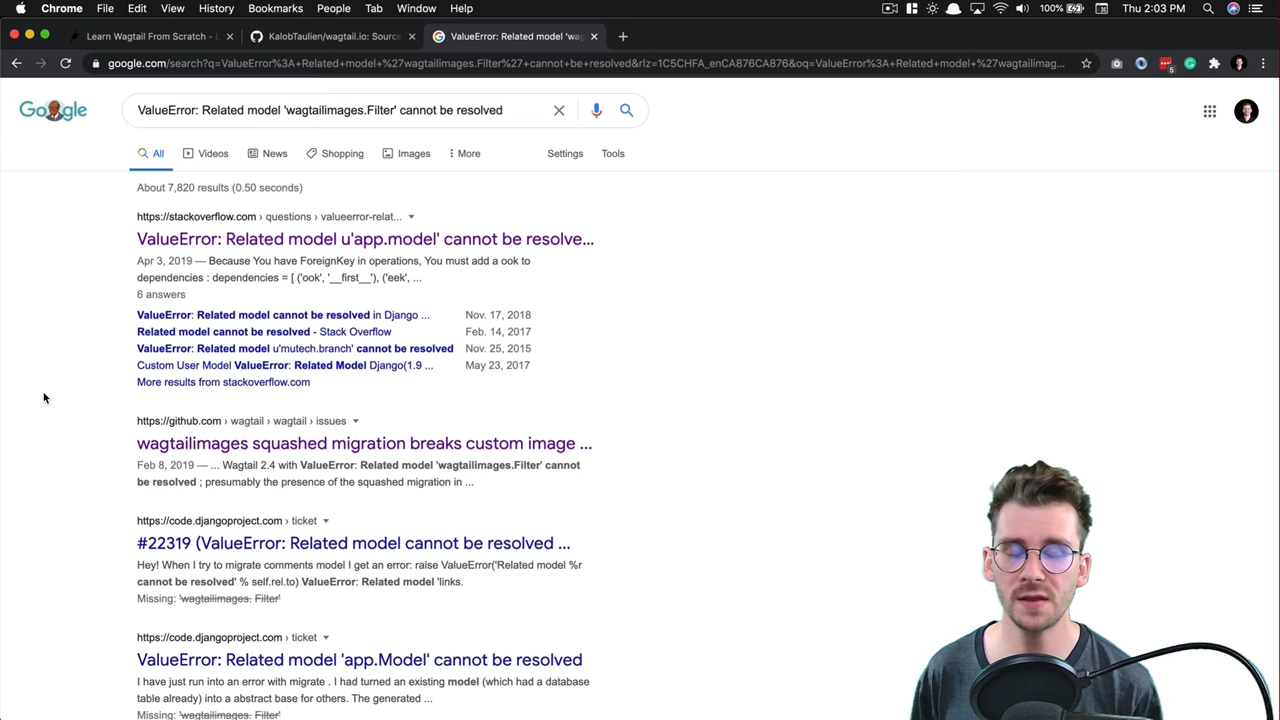 Chrome File Edit View History Bookmarks People Tab Window Help 100% Thu 2:03 PM
Learn Wagtail From Scratch - L KalobTaulien/wagtail.io: Source ValueError: Related model 'wag
google.com/search?q=ValueError%3A+Related+model+%27wagtailimages.Filter%27+cannot+be+resolved&rlz=1C5CHFA_enCA876CA876&oq=ValueError%3A+Related+model+%27wagtailimag... 5
Google ValueError: Related model 'wagtailimages.Filter' cannot be resolved
All Videos News Shopping Images More Settings Tools
About 7,820 results (0.50 seconds)
https://stackoverflow.com › questions › valueerror-relat...
ValueError: Related model u'app.model' cannot be resolve...
Apr 3, 2019 — Because You have ForeignKey in operations, You must add a ook to
dependencies : dependencies = [ ('ook', '__first__'), ('eek', ...
6 answers
ValueError: Related model cannot be resolved in Django ... Nov. 17, 2018
Related model cannot be resolved - Stack Overflow Feb. 14, 2017
ValueError: Related model u'mutech.branch' cannot be resolved Nov. 25, 2015
Custom User Model ValueError: Related Model Django(1.9 ... May 23, 2017
More results from stackoverflow.com
https://github.com › wagtail › wagtail › issues
wagtailimages squashed migration breaks custom image ...
Feb 8, 2019 — ... Wagtail 2.4 with ValueError: Related model 'wagtailimages.Filter' cannot
be resolved ; presumably the presence of the squashed migration in ...
https://code.djangoproject.com › ticket
#22319 (ValueError: Related model cannot be resolved ...
Hey! When I try to migrate comments model I get an error: raise ValueError('Related model %r
cannot be resolved' % self.rel.to) ValueError: Related model 'links.
Missing: 'wagtailimages. Filter'
https://code.djangoproject.com › ticket
ValueError: Related model 'app.Model' cannot be resolved
I have just run into an error with migrate . I had turned an existing model (which had a database
table already) into a abstract base for others. The generated ...
Missing: 'wagtailimages. Filter'